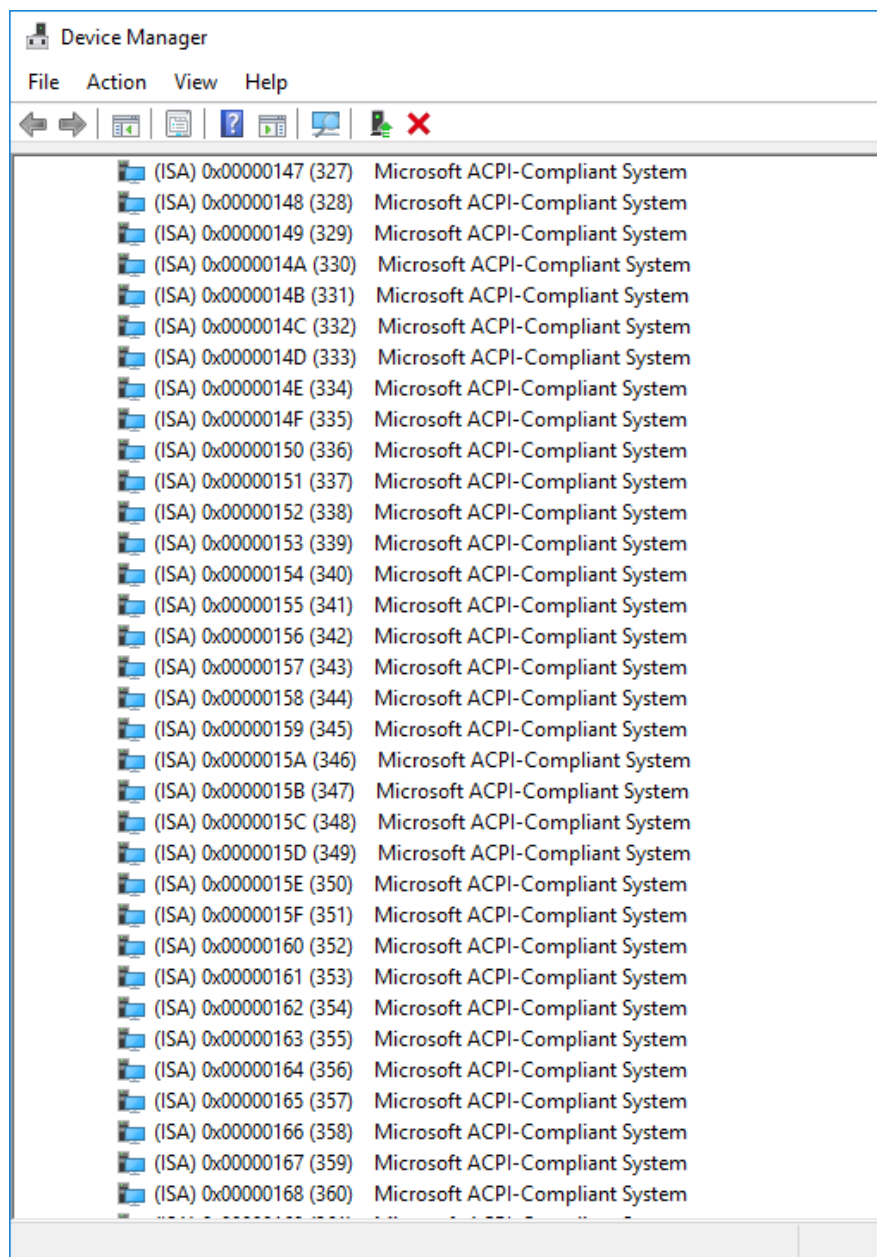 Device Manager
File Action View Help
(ISA) 0x00000147 (327) Microsoft ACPI-Compliant System
(ISA) 0x00000148 (328) Microsoft ACPI-Compliant System
(ISA) 0x00000149 (329) Microsoft ACPI-Compliant System
(ISA) 0x0000014A (330) Microsoft ACPI-Compliant System
(ISA) 0x0000014B (331) Microsoft ACPI-Compliant System
(ISA) 0x0000014C (332) Microsoft ACPI-Compliant System
(ISA) 0x0000014D (333) Microsoft ACPI-Compliant System
(ISA) 0x0000014E (334) Microsoft ACPI-Compliant System
(ISA) 0x0000014F (335) Microsoft ACPI-Compliant System
(ISA) 0x00000150 (336) Microsoft ACPI-Compliant System
(ISA) 0x00000151 (337) Microsoft ACPI-Compliant System
(ISA) 0x00000152 (338) Microsoft ACPI-Compliant System
(ISA) 0x00000153 (339) Microsoft ACPI-Compliant System
(ISA) 0x00000154 (340) Microsoft ACPI-Compliant System
(ISA) 0x00000155 (341) Microsoft ACPI-Compliant System
(ISA) 0x00000156 (342) Microsoft ACPI-Compliant System
(ISA) 0x00000157 (343) Microsoft ACPI-Compliant System
(ISA) 0x00000158 (344) Microsoft ACPI-Compliant System
(ISA) 0x00000159 (345) Microsoft ACPI-Compliant System
(ISA) 0x0000015A (346) Microsoft ACPI-Compliant System
(ISA) 0x0000015B (347) Microsoft ACPI-Compliant System
(ISA) 0x0000015C (348) Microsoft ACPI-Compliant System
(ISA) 0x0000015D (349) Microsoft ACPI-Compliant System
(ISA) 0x0000015E (350) Microsoft ACPI-Compliant System
(ISA) 0x0000015F (351) Microsoft ACPI-Compliant System
(ISA) 0x00000160 (352) Microsoft ACPI-Compliant System
(ISA) 0x00000161 (353) Microsoft ACPI-Compliant System
(ISA) 0x00000162 (354) Microsoft ACPI-Compliant System
(ISA) 0x00000163 (355) Microsoft ACPI-Compliant System
(ISA) 0x00000164 (356) Microsoft ACPI-Compliant System
(ISA) 0x00000165 (357) Microsoft ACPI-Compliant System
(ISA) 0x00000166 (358) Microsoft ACPI-Compliant System
(ISA) 0x00000167 (359) Microsoft ACPI-Compliant System
(ISA) 0x00000168 (360) Microsoft ACPI-Compliant System